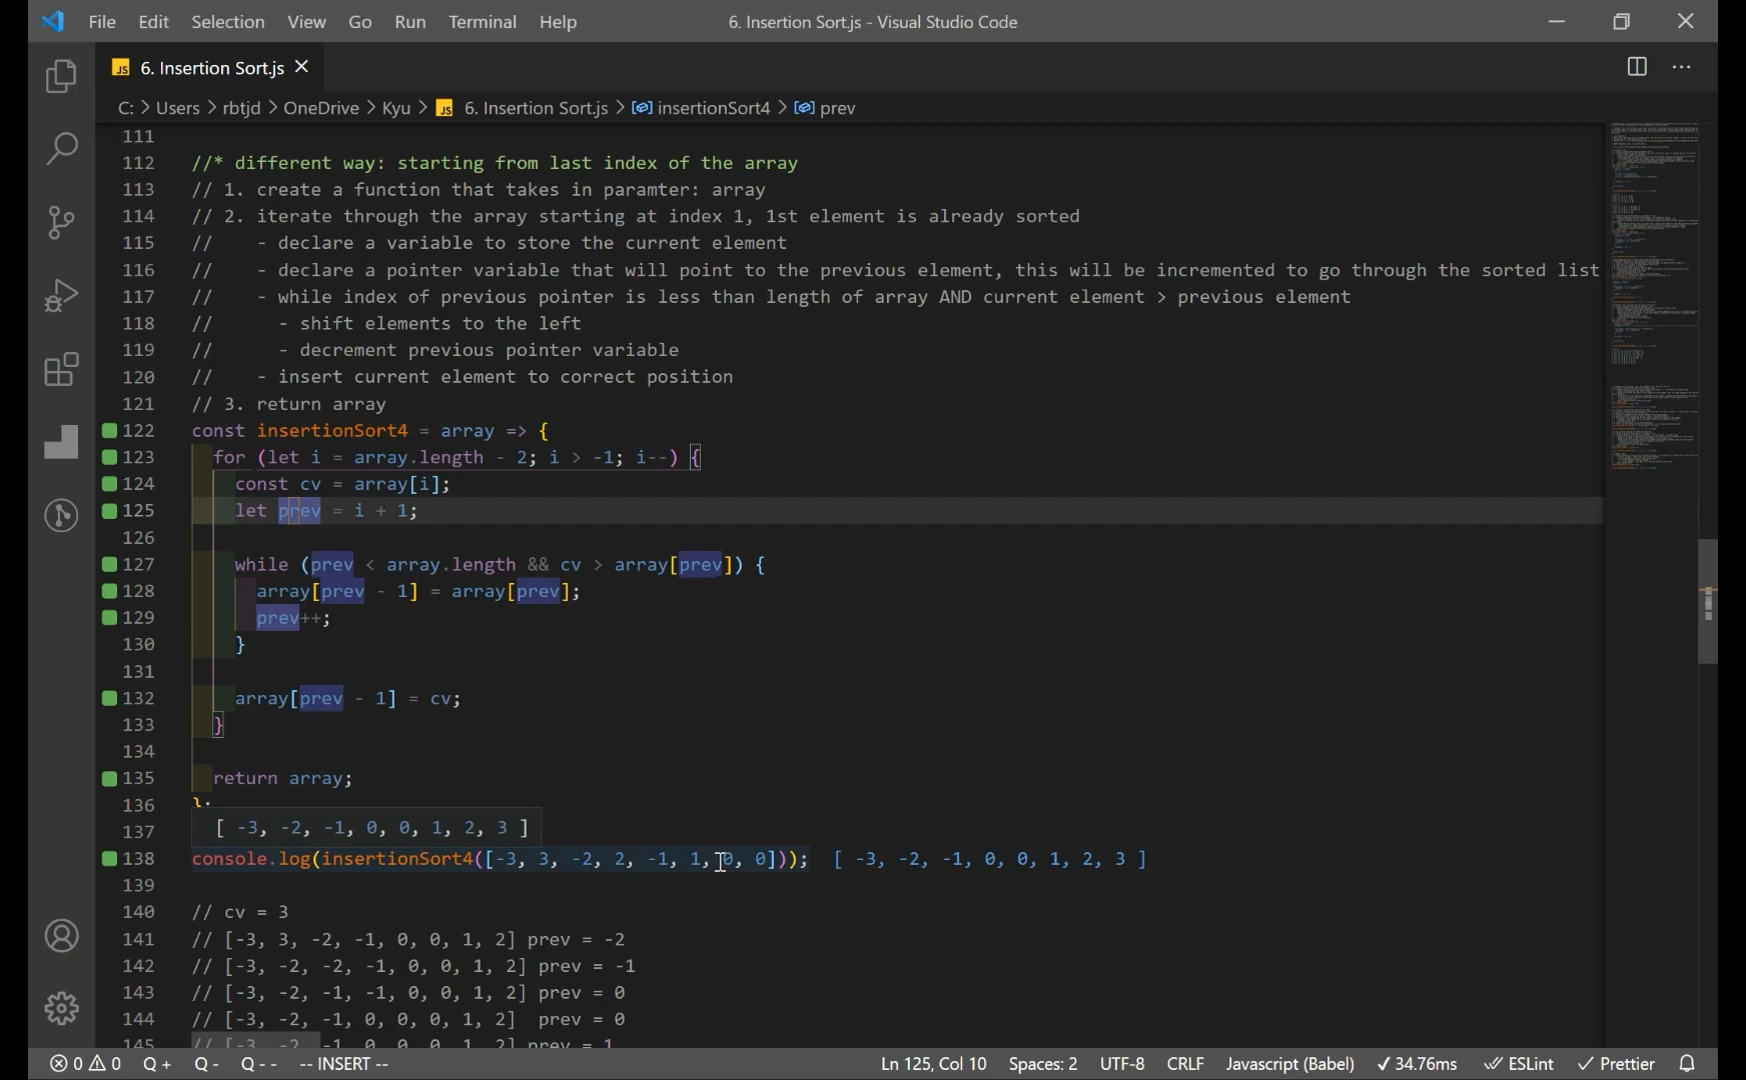 File Edit Selection View Go Run Terminal Help 6. Insertion Sort.js - Visual Studio Code
JS 6. Insertion Sort.js
C: > Users > rbtjd > OneDrive > Kyu > JS 6. Insertion Sort.js > insertionSort4 > prev
111
112 //* different way: starting from last index of the array
113 // 1. create a function that takes in paramter: array
114 // 2. iterate through the array starting at index 1, 1st element is already sorted
115 //    - declare a variable to store the current element
116 //    - declare a pointer variable that will point to the previous element, this will be incremented to go through the sorted list
117 //    - while index of previous pointer is less than length of array AND current element > previous element
118 //      - shift elements to the left
119 //      - decrement previous pointer variable
120 //    - insert current element to correct position
121 // 3. return array
122 const insertionSort4 = array => {
123   for (let i = array.length - 2; i > -1; i--) {
124     const cv = array[i];
125     let prev = i + 1;
126
127     while (prev < array.length && cv > array[prev]) {
128       array[prev - 1] = array[prev];
129       prev++;
130     }
131
132     array[prev - 1] = cv;
133   }
134
135   return array;
136 };
[ -3, -2, -1, 0, 0, 1, 2, 3 ]
137
138 console.log(insertionSort4([-3, 3, -2, 2, -1, 1, 0, 0])); [ -3, -2, -1, 0, 0, 1, 2, 3 ]
139
140 // cv = 3
141 // [-3, 3, -2, -1, 0, 0, 1, 2] prev = -2
142 // [-3, -2, -2, -1, 0, 0, 1, 2] prev = -1
143 // [-3, -2, -1, -1, 0, 0, 1, 2] prev = 0
144 // [-3, -2, -1, 0, 0, 0, 1, 2]  prev = 0
145 // [-3, -2, -1, 0, 0, 0, 1, 2] prev = 1
0 0 Q + Q - Q - - -- INSERT -- Ln 125, Col 10 Spaces: 2 UTF-8 CRLF Javascript (Babel) 34.76ms ESLint Prettier